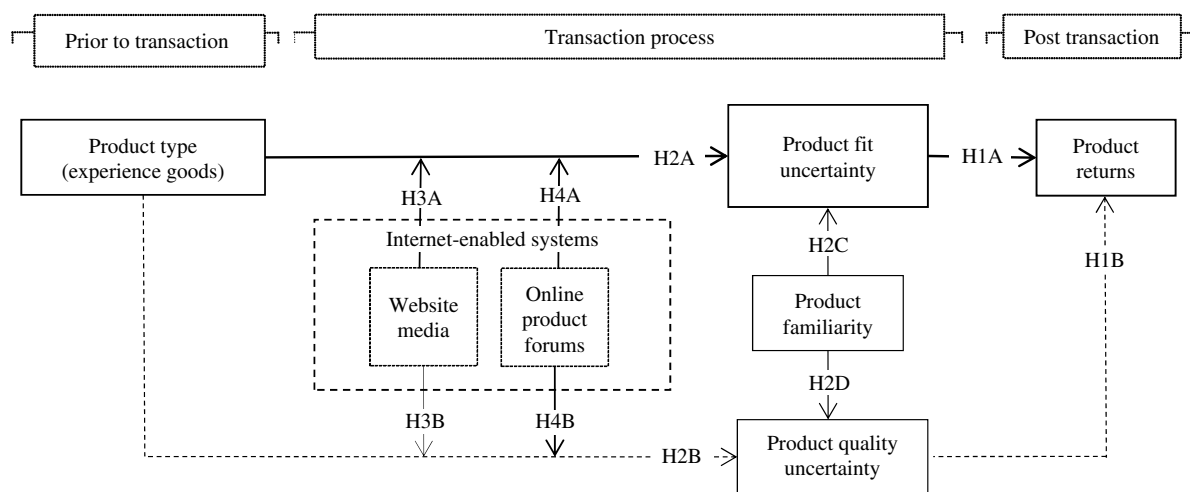 Prior to transaction
Transaction process
Post transaction
Product type
(experience goods)
H2A
Product fit
uncertainty
H1A
Product
returns
H3A
H4A
Internet-enabled systems
H2C
H1B
Website
media
Online
product
forums
Product
familiarity
H2D
H3B
H4B
H2B
Product quality
uncertainty